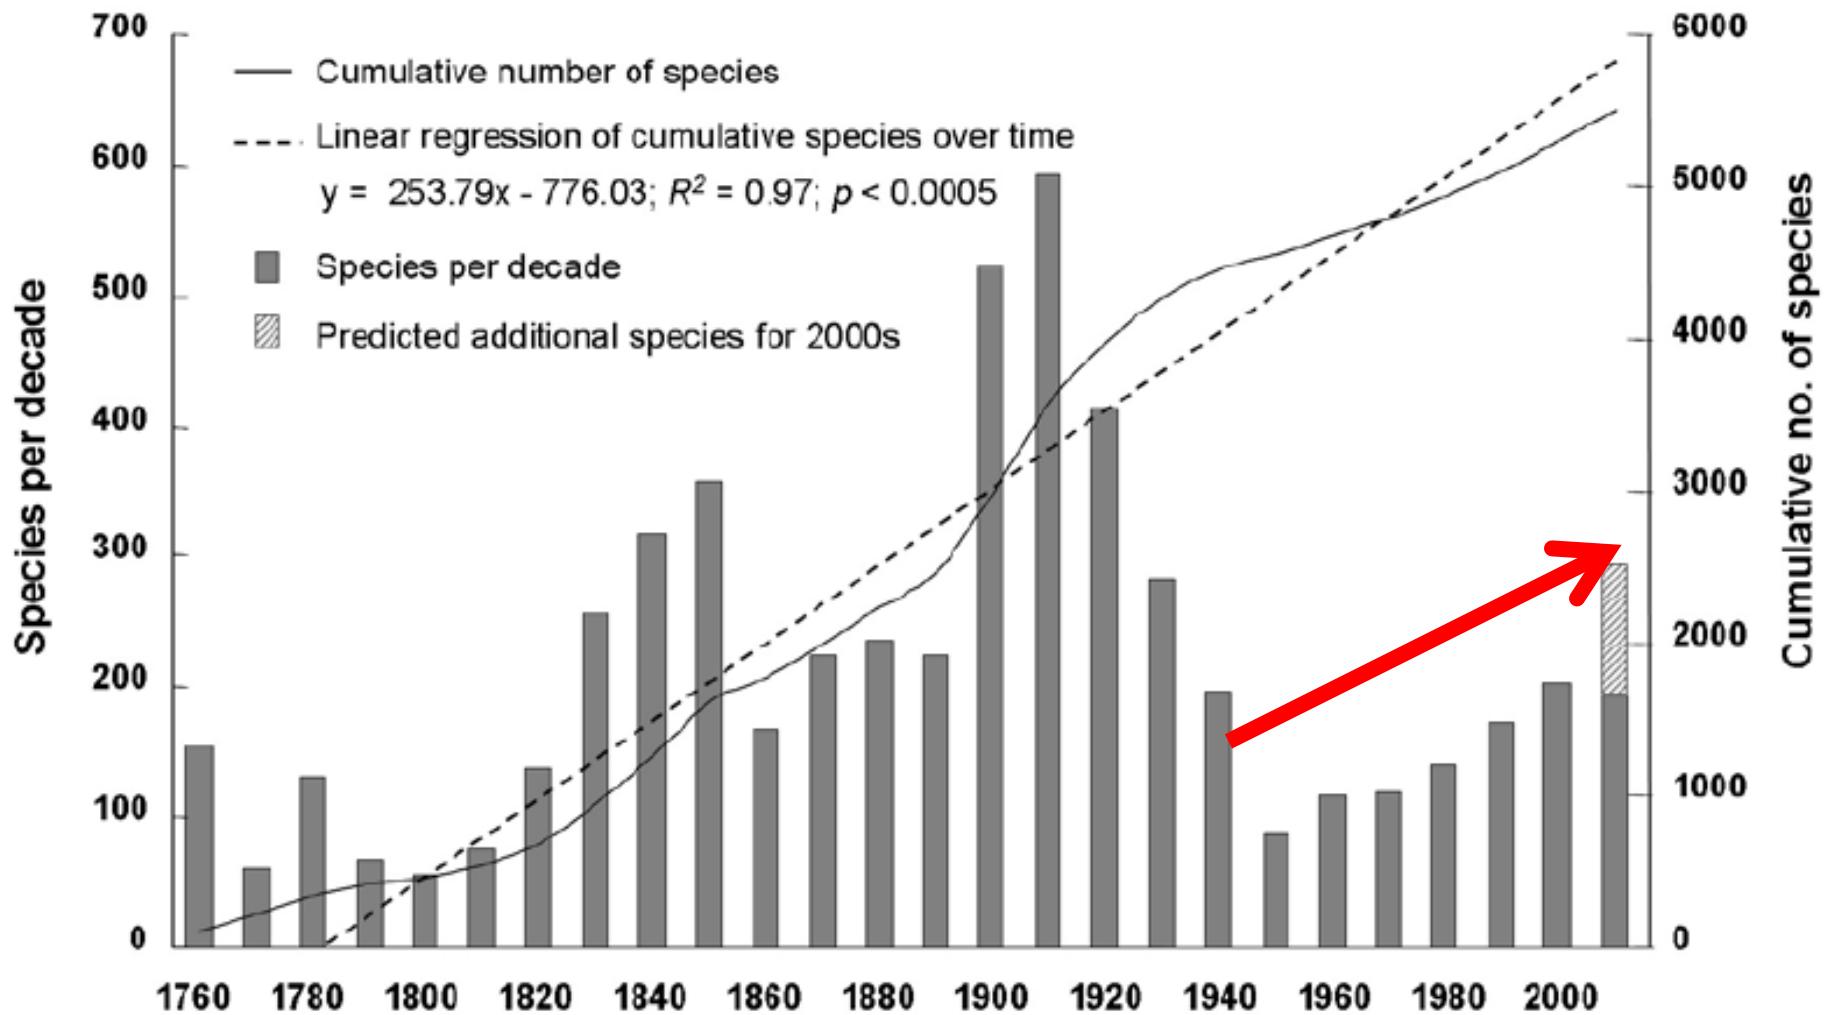 700
600
500
400
300
200
100
0
Species per decade
Cumulative number of species
Linear regression of cumulative species over time
y = 253.79x - 776.03; R² = 0.97; p < 0.0005
Species per decade
Predicted additional species for 2000s
6000
5000
4000
3000
2000
1000
0
Cumulative no. of species
1760 1780 1800 1820 1840 1860 1880 1900 1920 1940 1960 1980 2000